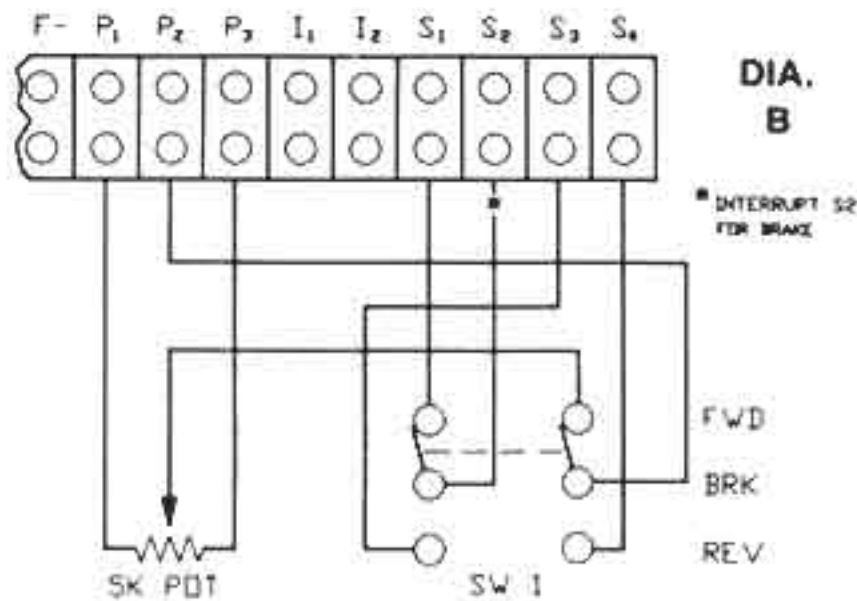 F- P₁ P₂ P₃ I₁ I₂ S₁ S₂ S₃ S₄
DIA.
B
* INTERRUPT S2
FOR BRAKE
*
FWD
BRK
REV
5K POT
SW 1